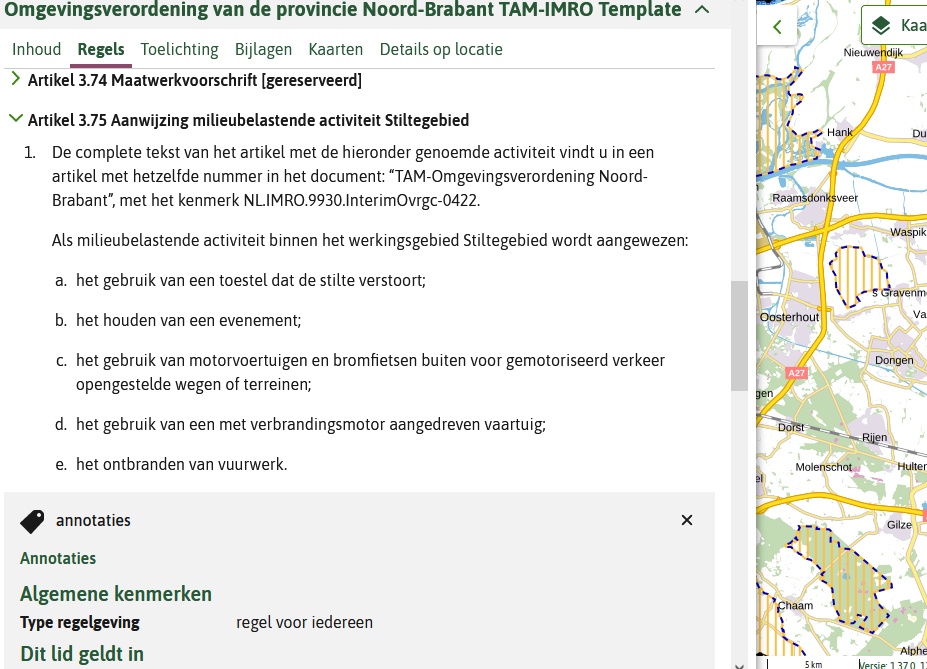 Omgevingsverordening van de provincie Noord-Brabant TAM-IMRO Template
Inhoud Regels Toelichting Bijlagen Kaarten Details op locatie
Artikel 3.74 Maatwerkvoorschrift [gereserveerd]
Artikel 3.75 Aanwijzing milieubelastende activiteit Stiltegebied
1. De complete tekst van het artikel met de hieronder genoemde activiteit vindt u in een
artikel met hetzelfde nummer in het document: “TAM-Omgevingsverordening Noord-
Brabant”, met het kenmerk NL.IMRO.9930.InterimOvrgc-0422.
Als milieubelastende activiteit binnen het werkingsgebied Stiltegebied wordt aangewezen:
a. het gebruik van een toestel dat de stilte verstoort;
b. het houden van een evenement;
c. het gebruik van motorvoertuigen en bromfietsen buiten voor gemotoriseerd verkeer
opengestelde wegen of terreinen;
d. het gebruik van een met verbrandingsmotor aangedreven vaartuig;
e. het ontbranden van vuurwerk.
annotaties
Annotaties
Algemene kenmerken
Type regelgeving regel voor iedereen
Dit lid geldt in
Kaa
Nieuwendijk
A27
Hank
Du
Raamsdonksveer
Waspik
s Gravenm
Va
Oosterhout
Dongen
A27
gen
Dorst
Rijen
Molenschot
Hulten
el
Gilze
Chaam
Alphe
5 km
Versie: 1.37.0